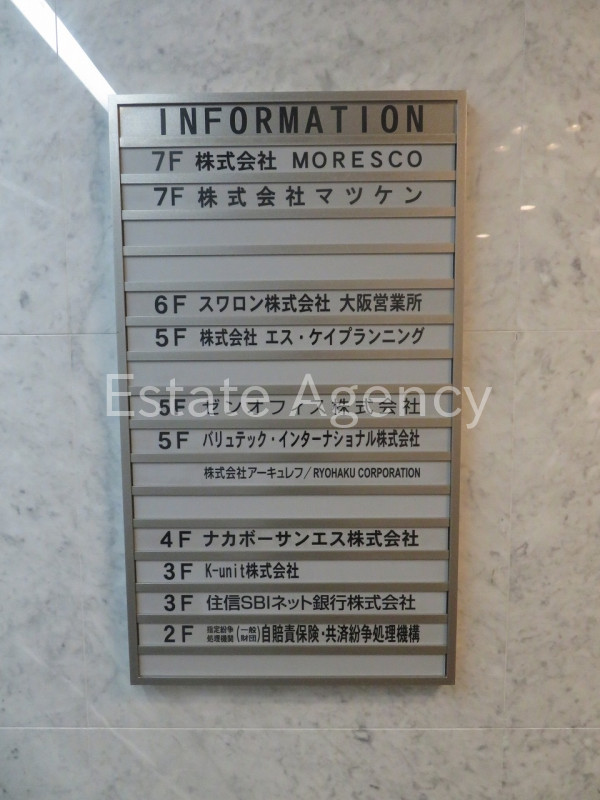 INFORMATION
7F 株式会社 MORESCO
7F 株式会社マツケン
6F スワロン株式会社 大阪営業所
5F 株式会社 エス・ケイプランニング
Estate Agency
5F ゼンオフィス株式会社
5F バリュテック・インターナショナル株式会社
株式会社アーキュレフ/RYOHAKU CORPORATION
4F ナカボーサンエス株式会社
3F K-unit株式会社
3F 住信SBIネット銀行株式会社
2F 指定紛争処理機関 (一般財団) 自賠責保険・共済紛争処理機構